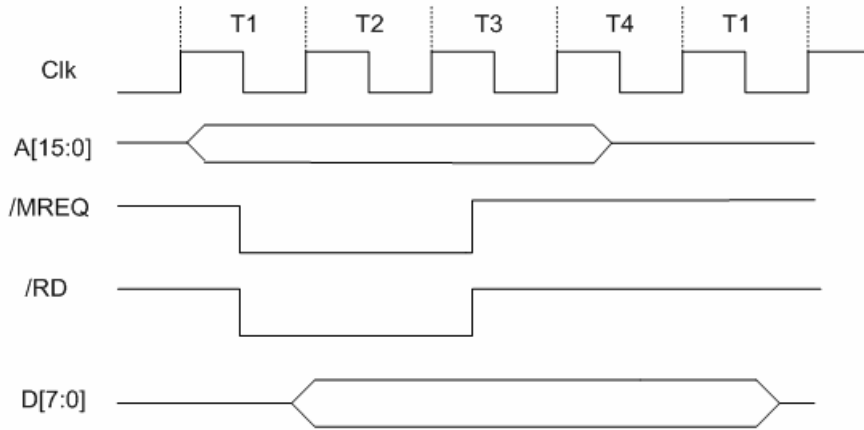 T1 T2 T3 T4 T1
Clk
A[15:0]
/MREQ
/RD
D[7:0]